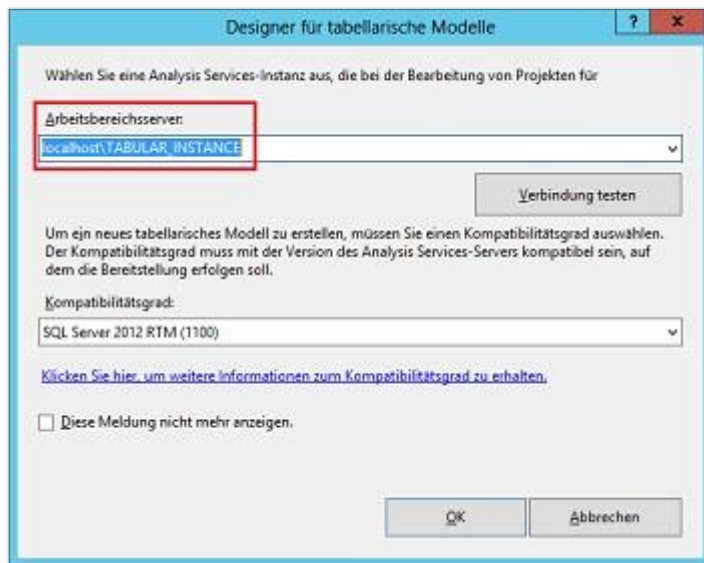 Designer für tabellarische Modelle
? x
Wählen Sie eine Analysis Services-Instanz aus, die bei der Bearbeitung von Projekten für
Arbeitsbereichsserver:
localhost\TABULAR_INSTANCE
Verbindung testen
Um ein neues tabellarisches Modell zu erstellen, müssen Sie einen Kompatibilitätsgrad auswählen.
Der Kompatibilitätsgrad muss mit der Version des Analysis Services-Servers kompatibel sein, auf
dem die Bereitstellung erfolgen soll.
Kompatibilitätsgrad:
SQL Server 2012 RTM (1100)
Klicken Sie hier, um weitere Informationen zum Kompatibilitätsgrad zu erhalten.
Diese Meldung nicht mehr anzeigen.
OK Abbrechen